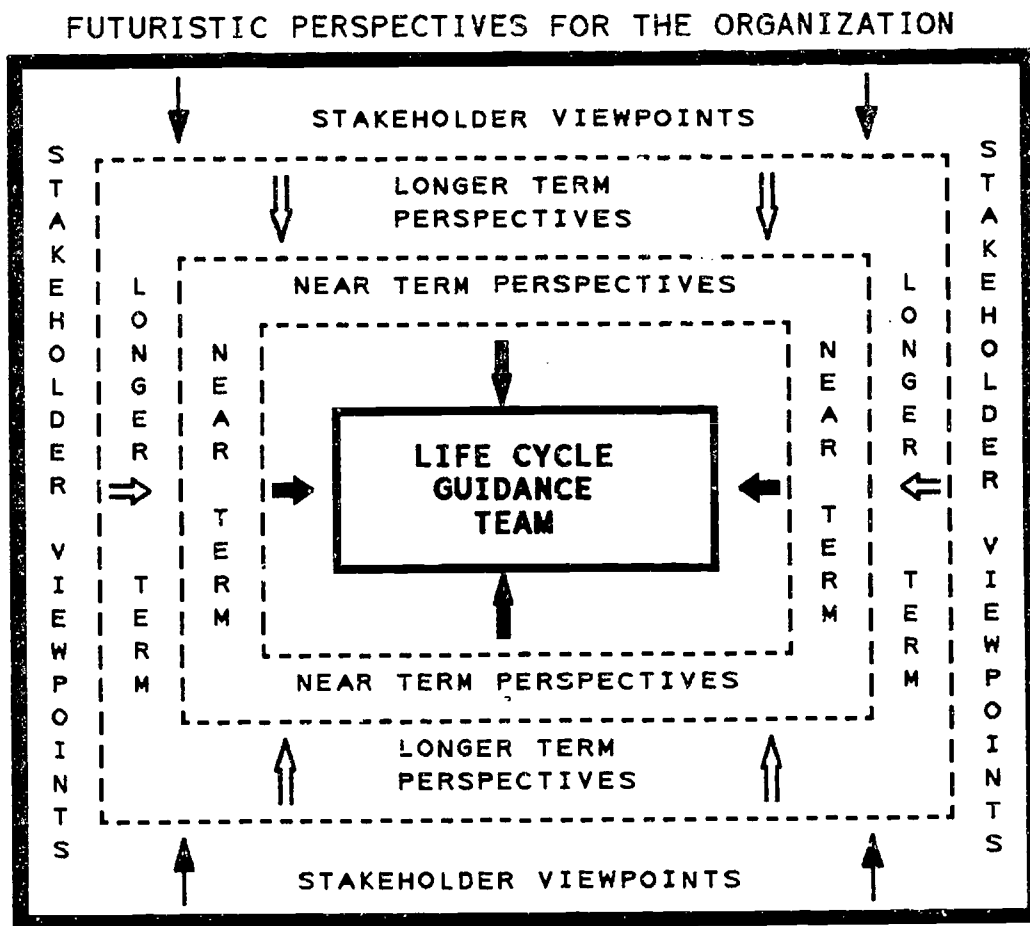 FUTURISTIC PERSPECTIVES FOR THE ORGANIZATION
STAKEHOLDER VIEWPOINTS
LONGER TERM
PERSPECTIVES
NEAR TERM PERSPECTIVES
STAKEHOLDER VIEWPOINTS
LONGER TERM
NEAR TERM
LIFE CYCLE
GUIDANCE
TEAM
NEAR TERM
LONGER TERM
STAKEHOLDER VIEWPOINTS
NEAR TERM PERSPECTIVES
LONGER TERM
PERSPECTIVES
STAKEHOLDER VIEWPOINTS